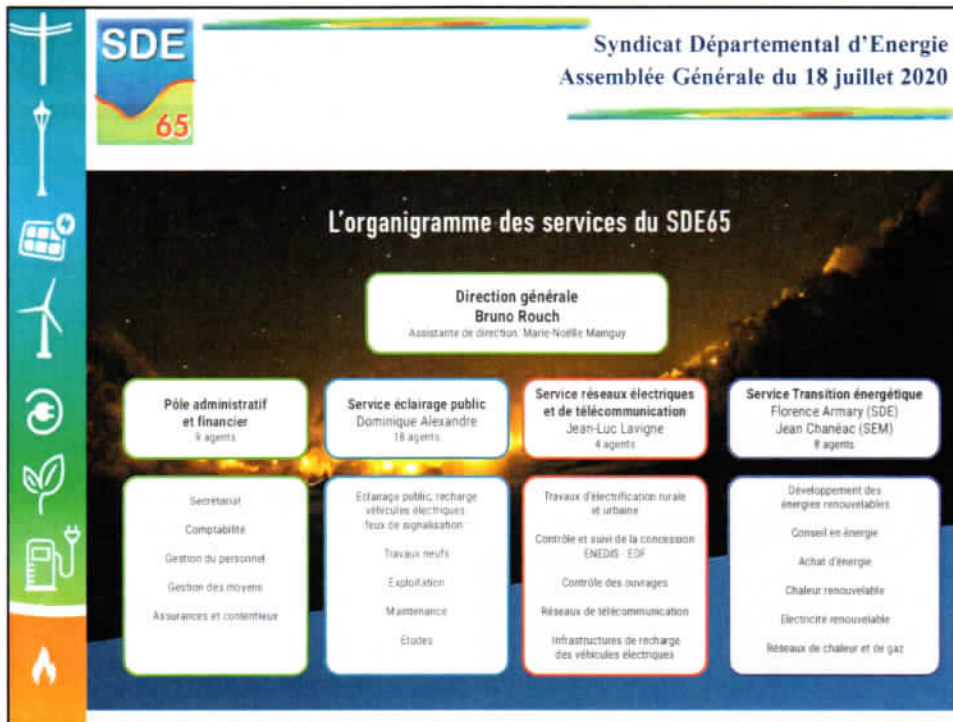 SDE
65
Syndicat Départemental d'Energie
Assemblée Générale du 18 juillet 2020
L'organigramme des services du SDE65
Direction générale
Bruno Rouch
Assistante de direction: Marie-Noëlle Mainguy
Pôle administratif
et financier
9 agents
Secrétariat
Comptabilité
Gestion du personnel
Gestion des moyens
Assurances et contentieux
Service éclairage public
Dominique Alexandre
18 agents
Eclairage public, recharge
véhicules électriques
feux de signalisation
Travaux neufs
Exploitation
Maintenance
Etudes
Service réseaux électriques
et de télécommunication
Jean-Luc Lavigne
4 agents
Travaux d'électrification rurale
et urbaine
Contrôle et suivi de la concession
ENEDIS - EDF
Contrôle des ouvrages
Réseaux de télécommunication
Infrastructures de recharge
des véhicules électriques
Service Transition énergétique
Florence Armary (SDE)
Jean Chanéac (SEM)
8 agents
Développement des
énergies renouvelables
Conseil en énergie
Achat d'énergie
Chaleur renouvelable
Electricité renouvelable
Réseaux de chaleur et de gaz